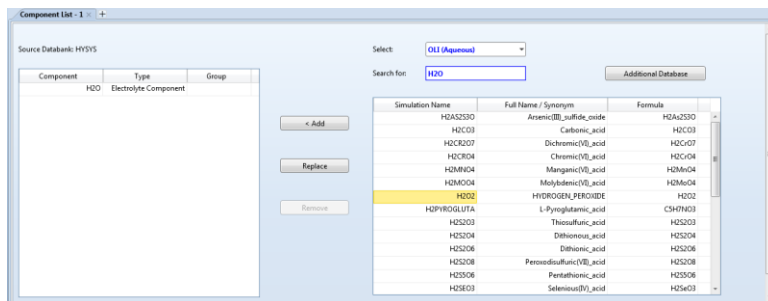 Component List - 1 × +
Source Databank: HYSYS
Select: OLI (Aqueous)
Search for: H2O Additional Database
Component Type Group
H2O Electrolyte Component
< Add
Replace
Remove
Simulation Name Full Name / Synonym Formula
H2AS2S3O Arsenic(III)_sulfide_oxide H2As2S3O
H2CO3 Carbonic_acid H2CO3
H2CR2O7 Dichromic(VI)_acid H2Cr2O7
H2CRO4 Chromic(VI)_acid H2CrO4
H2MNO4 Manganic(VI)_acid H2MnO4
H2MOO4 Molybdenic(VI)_acid H2MoO4
H2O2 HYDROGEN_PEROXIDE H2O2
H2PYROGLUTA L-Pyroglutamic_acid C5H7NO3
H2S2O3 Thiosulfuric_acid H2S2O3
H2S2O4 Dithionous_acid H2S2O4
H2S2O6 Dithionic_acid H2S2O6
H2S2O8 Peroxodisulfuric(VII)_acid H2S2O8
H2S5O6 Pentathionic_acid H2S5O6
H2SEO3 Selenious(IV)_acid H2SeO3